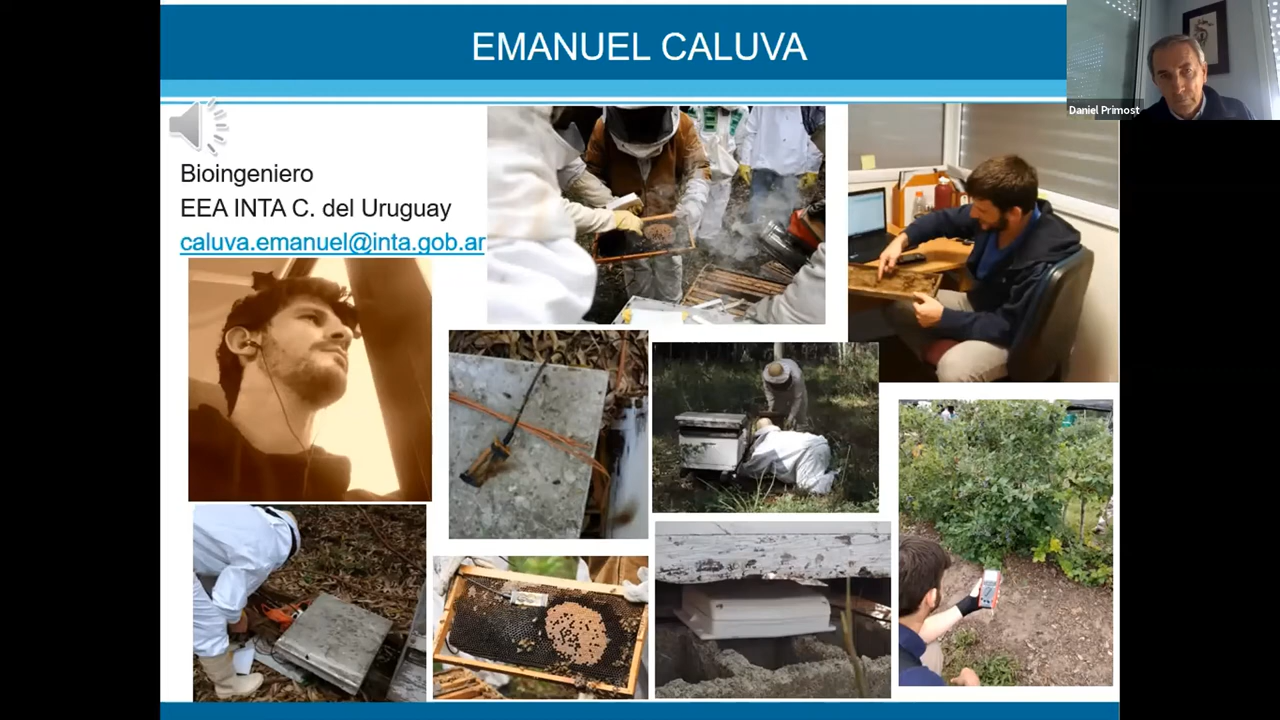 EMANUEL CALUVA
Daniel Primost
Bioingeniero
EEA INTA C. del Uruguay
caluva.emanuel@inta.gob.ar